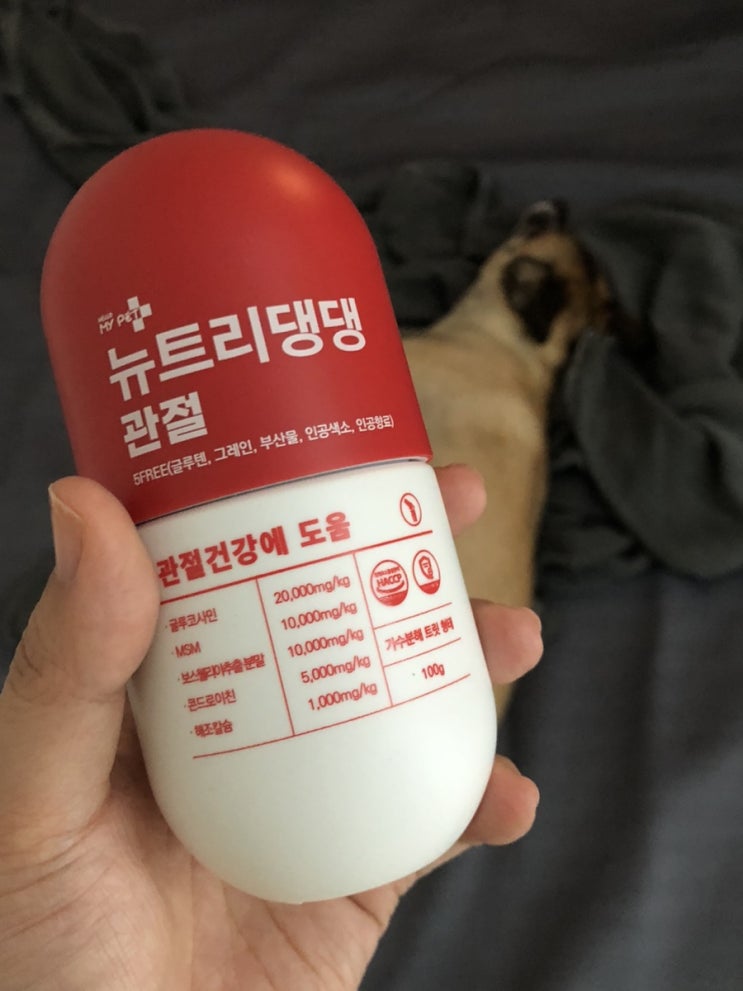 HELLO
MY PET
뉴트리댕댕
관절
5FREE(글루텐, 그레인, 부산물, 인공색소, 인공향료)
관절건강에 도움
· 글루코사민 20,000mg/kg
· MSM 10,000mg/kg
· 보스웰리아추출분말 10,000mg/kg
· 콘드로이친 5,000mg/kg
· 해조칼슘 1,000mg/kg
HACCP
가수분해 트릿 형태
100g